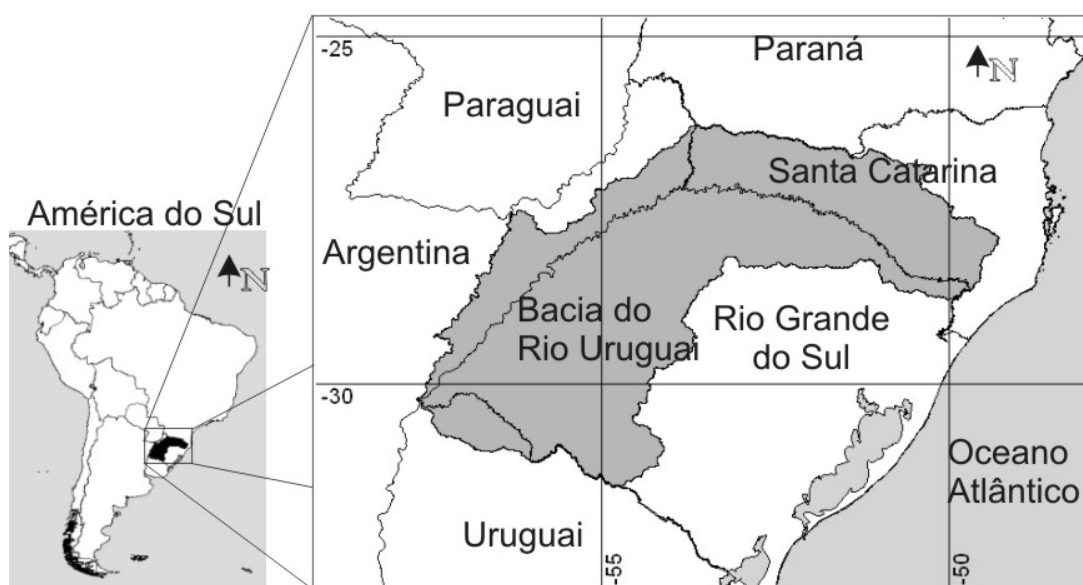 América do Sul
N
-25
Paraná
N
Paraguai
Santa Catarina
Argentina
Bacia do
Rio Uruguai
Rio Grande
do Sul
-30
Oceano
Atlântico
Uruguai
-55
-50